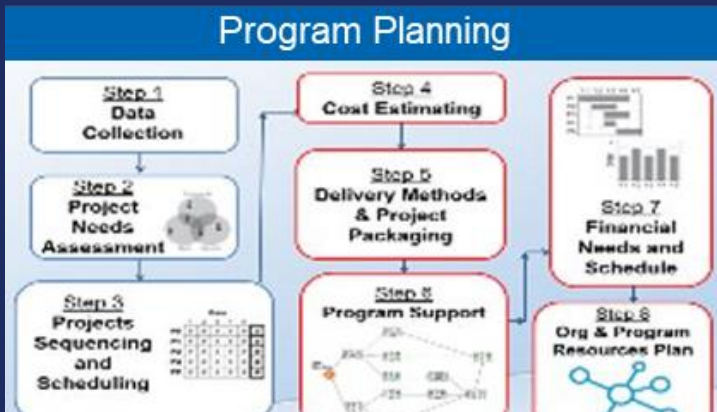 Program Planning
Step 1
Data
Collection
Step 2
Project
Needs
Assessment
Step 3
Projects
Sequencing
and
Scheduling
Step 4
Cost Estimating
Step 5
Delivery Methods
& Project
Packaging
Step 6
Program Support
Step 7
Financial
Needs and
Schedule
Step 8
Org & Program
Resources Plan